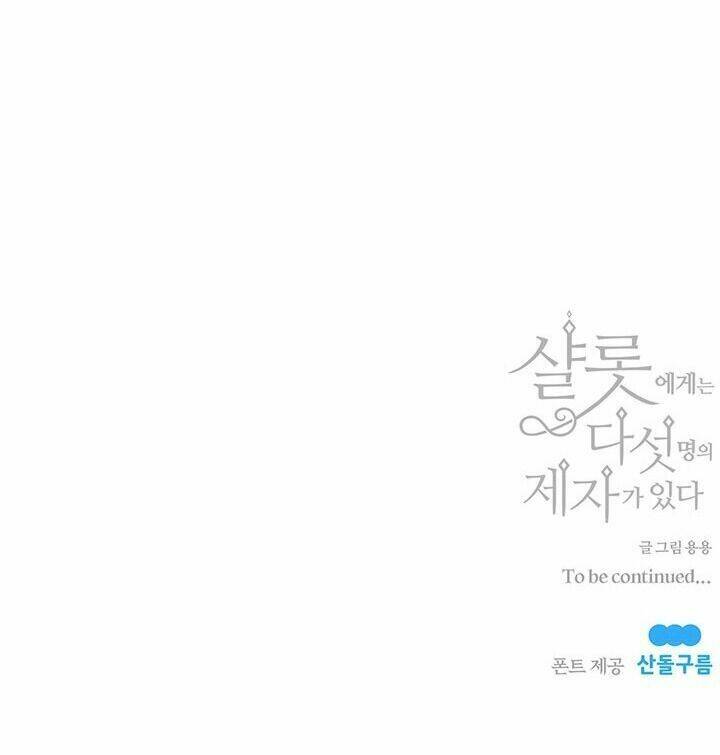 샬롯에게는
다섯명의
제자가 있다
글 그림 용용
To be continued...
폰트 제공 산돌구름